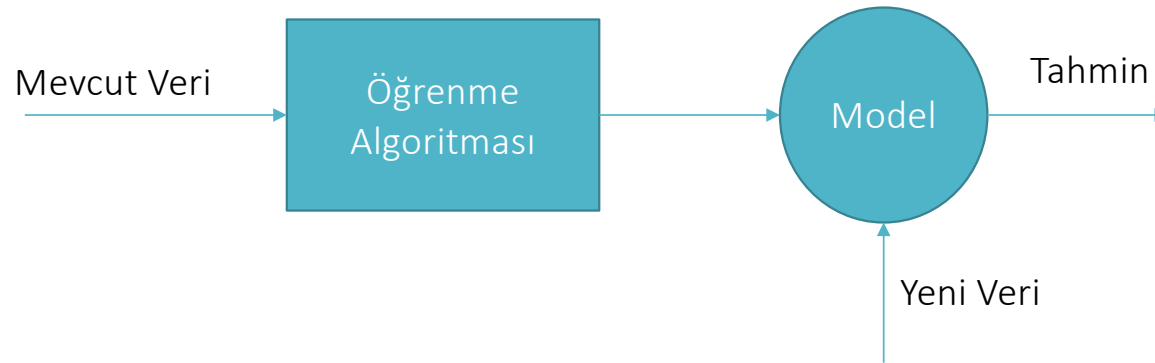 Mevcut Veri
Öğrenme
Algoritması
Model
Tahmin
Yeni Veri